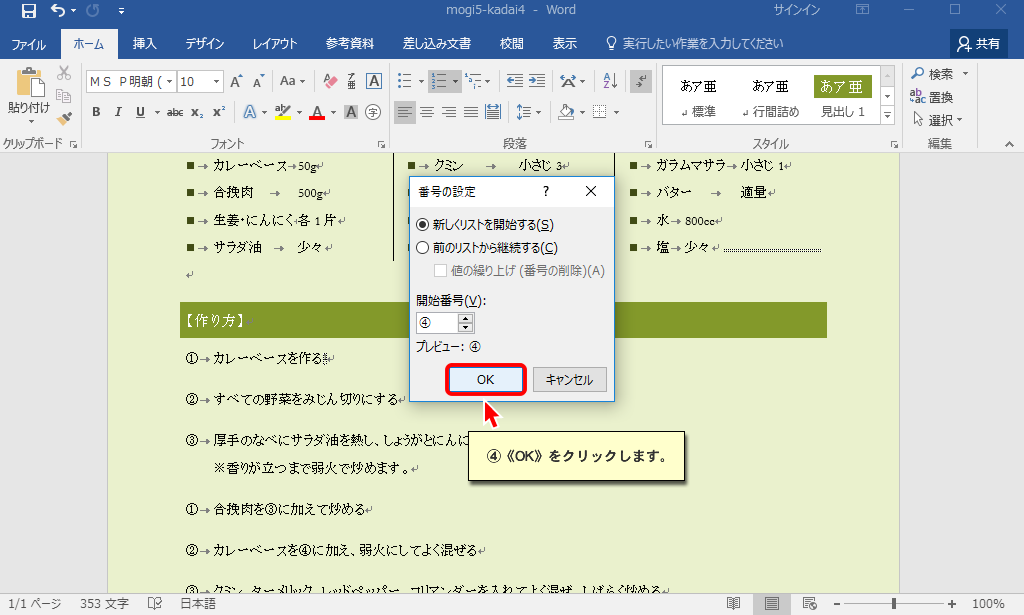 mogi5-kadai4 - Word
サインイン
ファイル ホーム 挿入 デザイン レイアウト 参考資料 差し込み文書 校閲 表示 実行したい作業を入力してください 共有
貼り付け
ＭＳ Ｐ明朝 ( 10 A A Aa A
B I U abc x₂ x² A A A
あア亜 あア亜 あア亜
標準 行間詰め 見出し 1
検索
置換
選択
クリップボード フォント 段落 スタイル 編集
■→カレーベース→50g
■→合挽肉 → 500g
■→生姜・にんにく各 1 片
■→サラダ油 → 少々
■→クミン → 小さじ 3
■→ガラムマサラ→小さじ 1
■→バター → 適量
■→水→800cc
■→塩→少々
【作り方】
①→カレーベースを作る
②→すべての野菜をみじん切りにする
③→厚手のなべにサラダ油を熱し、しょうがとにんに
※香りが立つまで弱火で炒めます。
①→合挽肉を③に加えて炒める
②→カレーベースを④に加え、弱火にしてよく混ぜる
③→クミン、ターメリック、レッドペッパー、コリアンダーを入れてよく混ぜ、しばらく炒める。
番号の設定 ?
新しくリストを開始する(S)
前のリストから継続する(C)
値の繰り上げ (番号の削除)(A)
開始番号(V):
④
プレビュー: ④
OK キャンセル
④《OK》をクリックします。
1/1 ページ 353 文字 日本語 100%